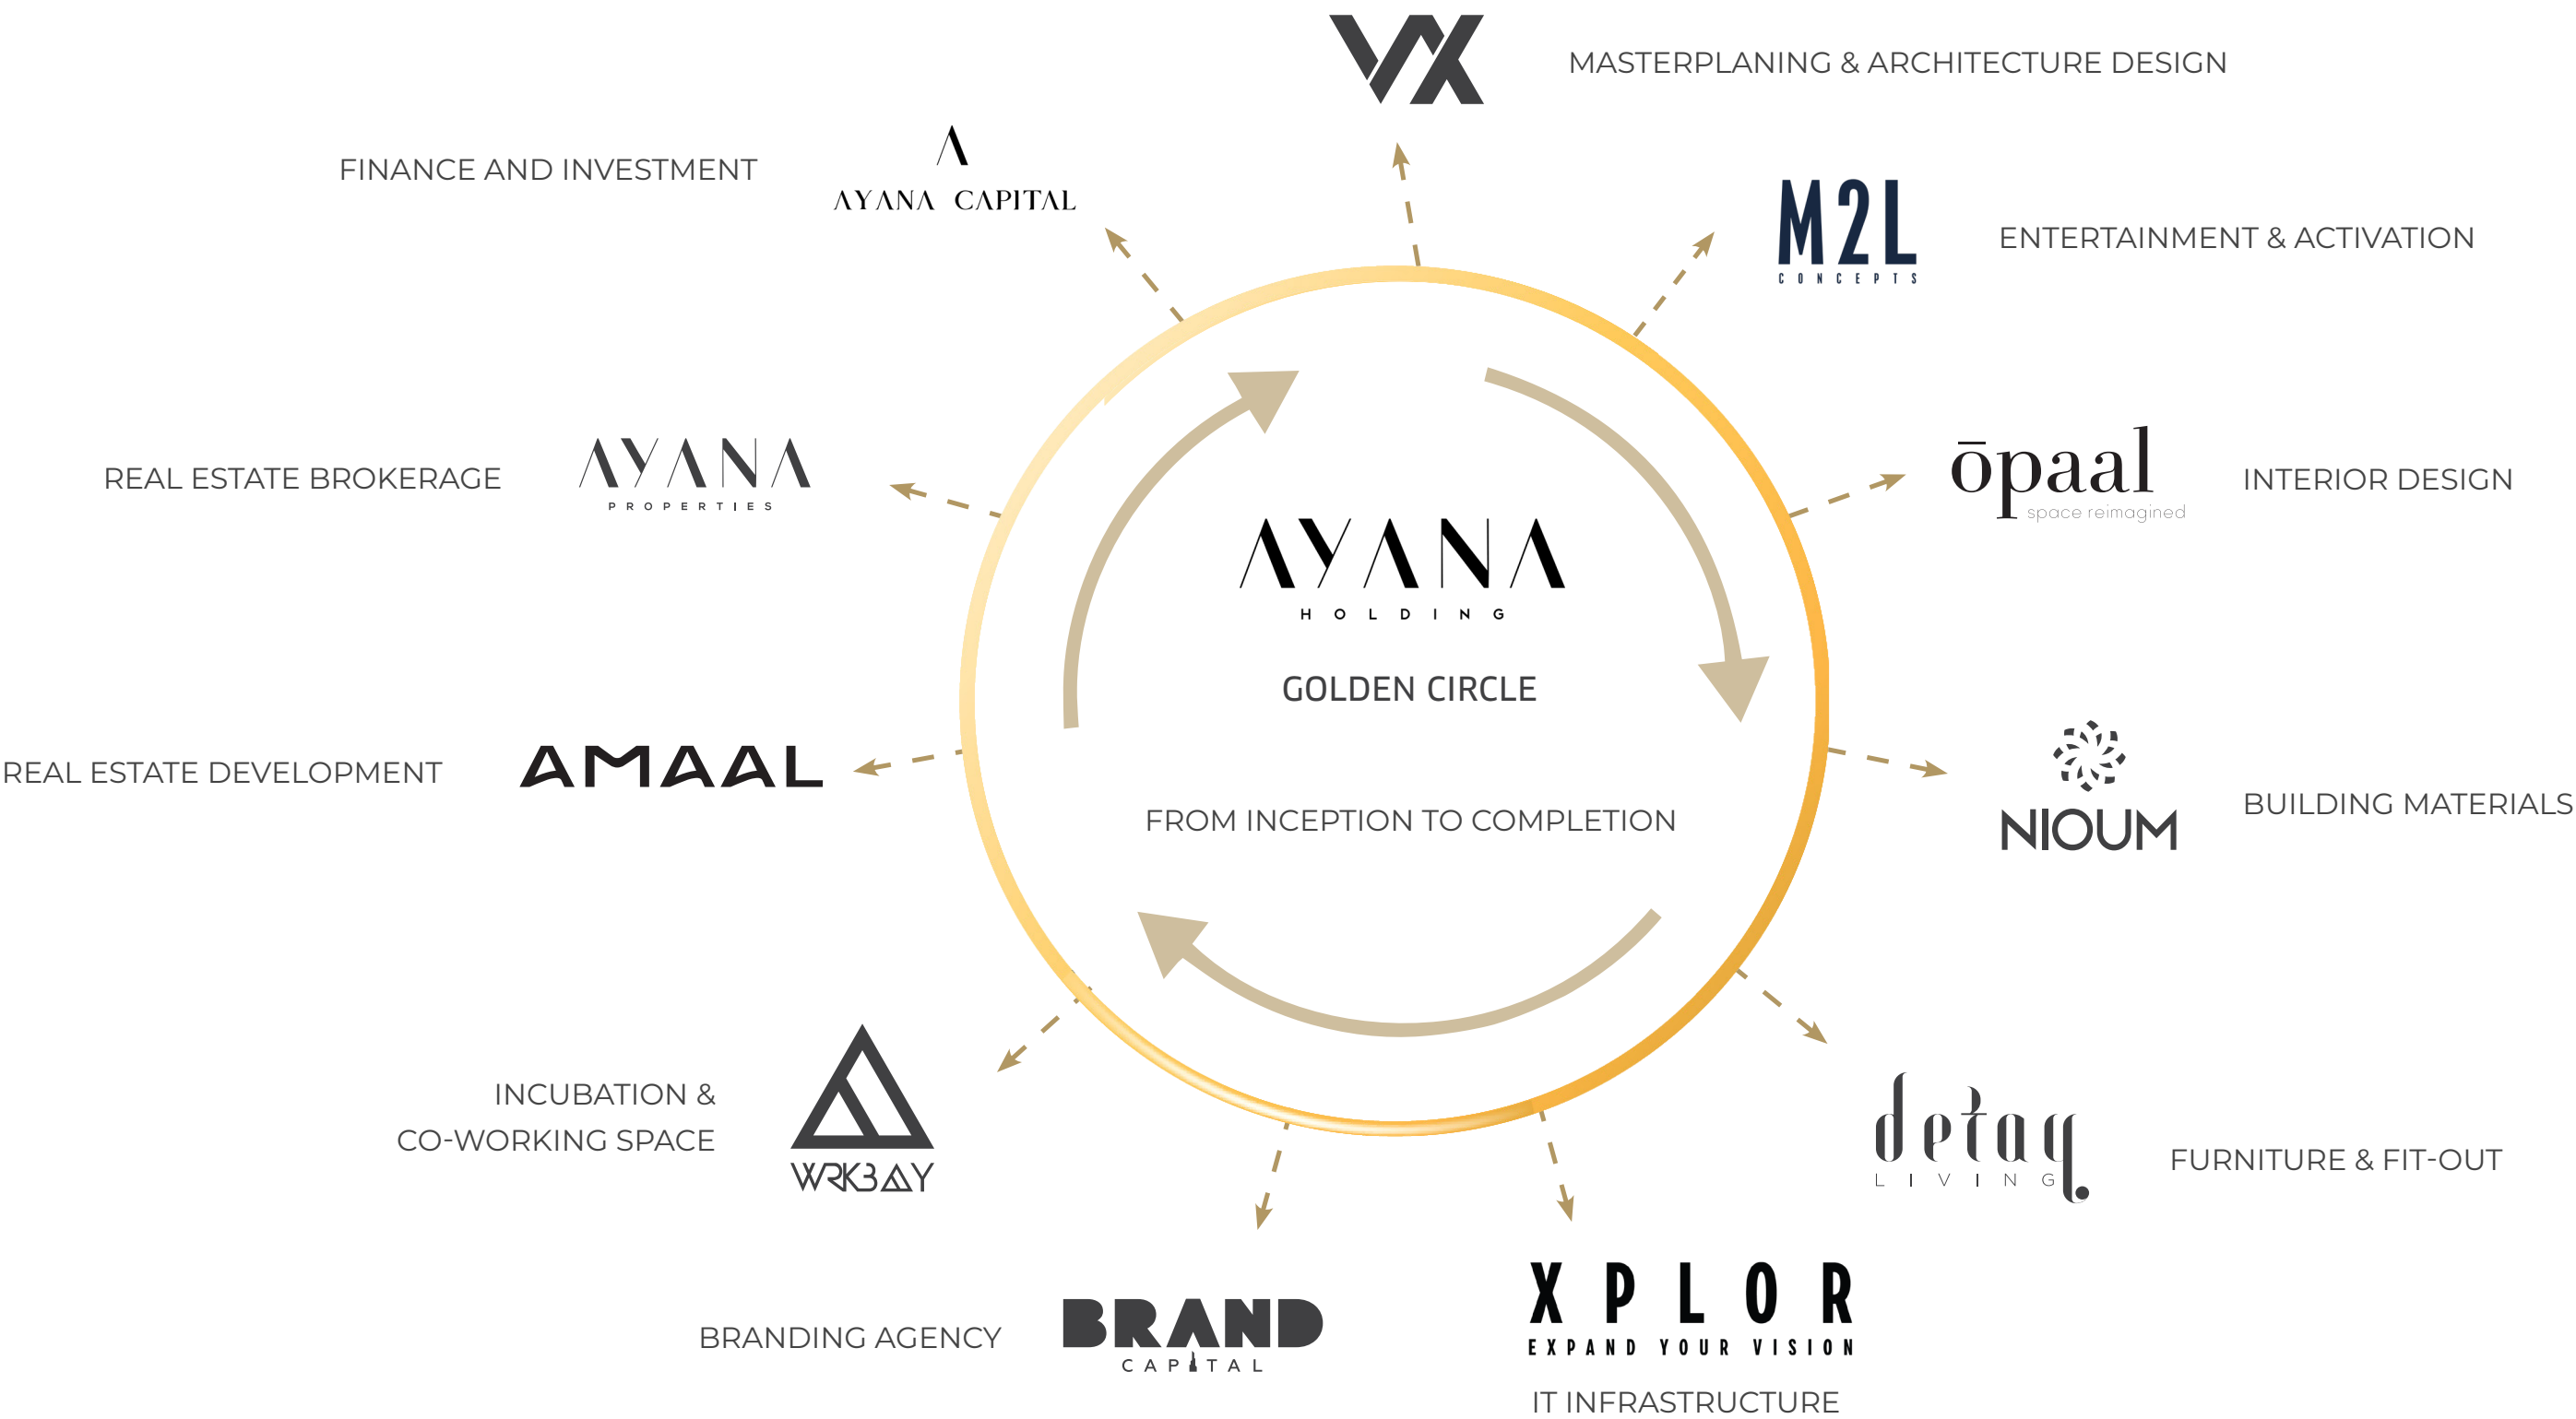 VX
MASTERPLANING & ARCHITECTURE DESIGN
FINANCE AND INVESTMENT
AYANA CAPITAL
M2L
CONCEPTS
ENTERTAINMENT & ACTIVATION
REAL ESTATE BROKERAGE
AYANA
PROPERTIES
ōpaal
space reimagined
INTERIOR DESIGN
AYANA
HOLDING
GOLDEN CIRCLE
FROM INCEPTION TO COMPLETION
REAL ESTATE DEVELOPMENT
AMAAL
NIOUM
BUILDING MATERIALS
INCUBATION &
CO-WORKING SPACE
WRKBAY
detay
LIVING
FURNITURE & FIT-OUT
BRANDING AGENCY
BRAND
CAPITAL
XPLOR
EXPAND YOUR VISION
IT INFRASTRUCTURE